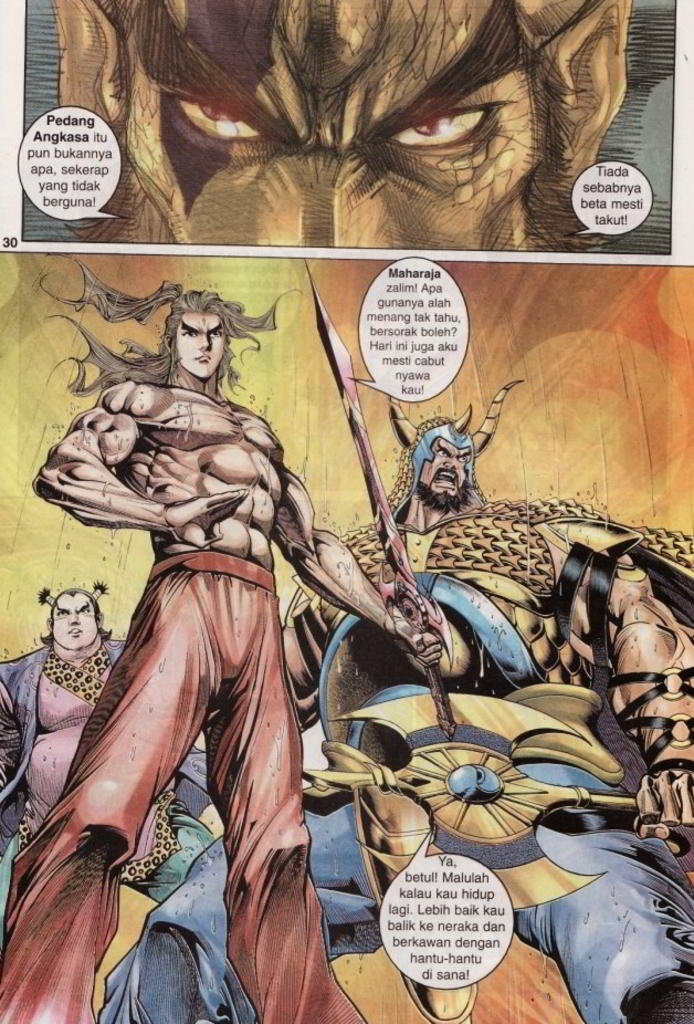 Pedang
Angkasa itu
pun bukannya
apa, sekerap
yang tidak
berguna!
Tiada
sebabnya
beta mesti
takut!
30
Maharaja
zalim! Apa
gunanya alah
menang tak tahu,
bersorak boleh?
Hari ini juga aku
mesti cabut
nyawa
kau!
Ya,
betul! Malulah
kalau kau hidup
lagi. Lebih baik kau
balik ke neraka dan
berkawan dengan
hantu-hantu
di sana!